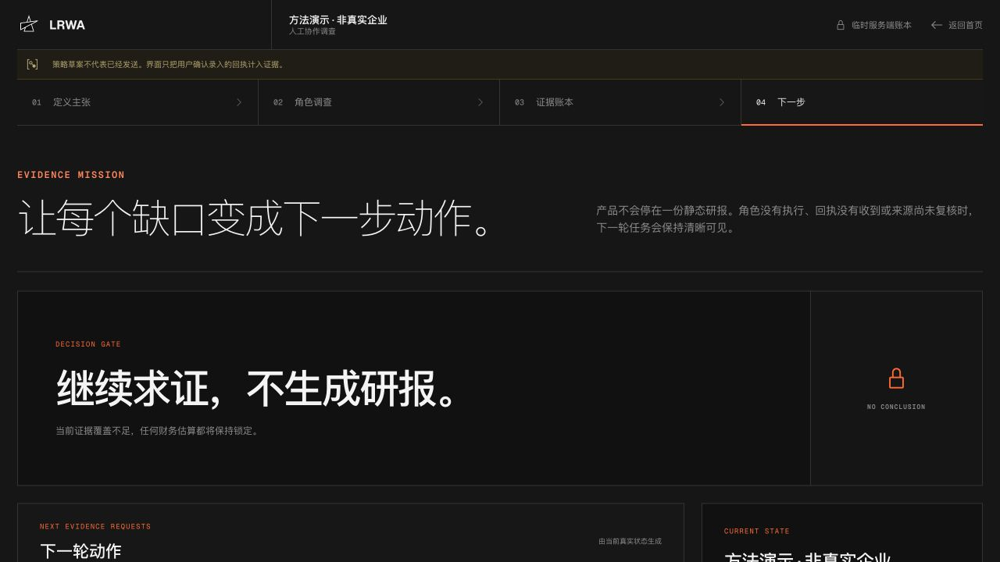 LRWA
方法演示·非真实企业
人工协作调查
临时服务端账本
返回首页
策略草案不代表已经发送。界面只把用户确认录入的回执计入证据。
01 定义主张
02 角色调查
03 证据账本
04 下一步
EVIDENCE MISSION
让每个缺口变成下一步动作。
产品不会停在一份静态研报。角色没有执行、回执没有收到或来源尚未复核时，
下一轮任务会保持清晰可见。
DECISION GATE
继续求证，不生成研报。
当前证据覆盖不足，任何财务估算都将保持锁定。
NO CONCLUSION
NEXT EVIDENCE REQUESTS
下一轮动作
由当前真实状态生成
CURRENT STATE
方法演示·非真实企业